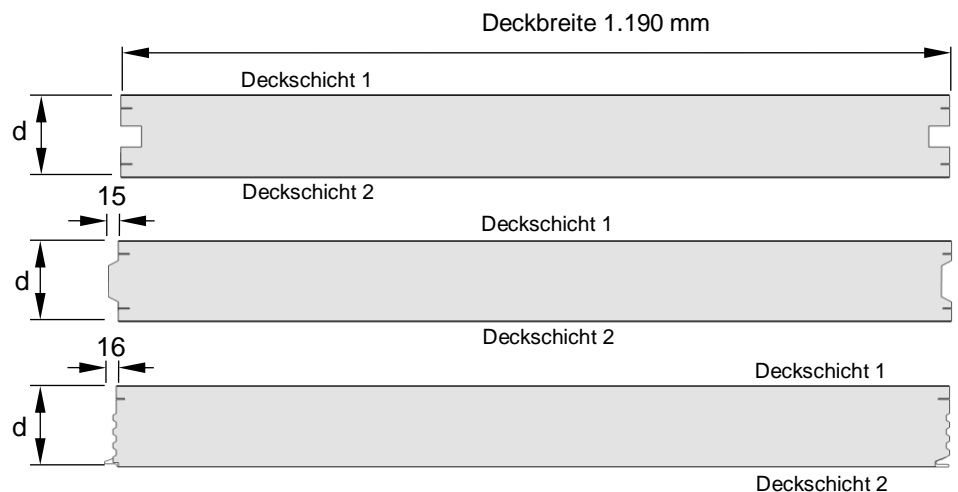 Deckbreite 1.190 mm
Deckschicht 1
d
Deckschicht 2
15
Deckschicht 1
d
Deckschicht 2
16
Deckschicht 1
d
Deckschicht 2